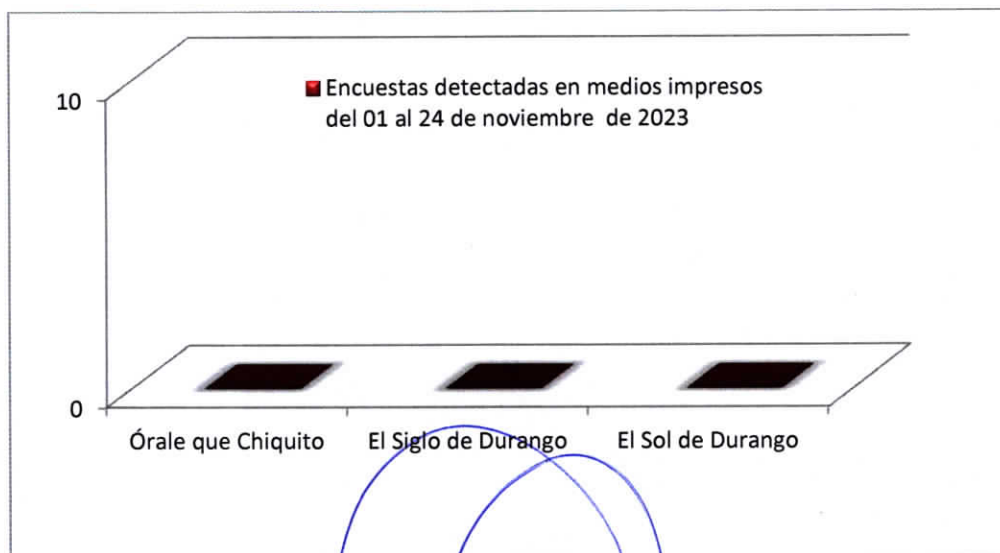 10
Encuestas detectadas en medios impresos
del 01 al 24 de noviembre de 2023
0
Órale que Chiquito El Siglo de Durango El Sol de Durango